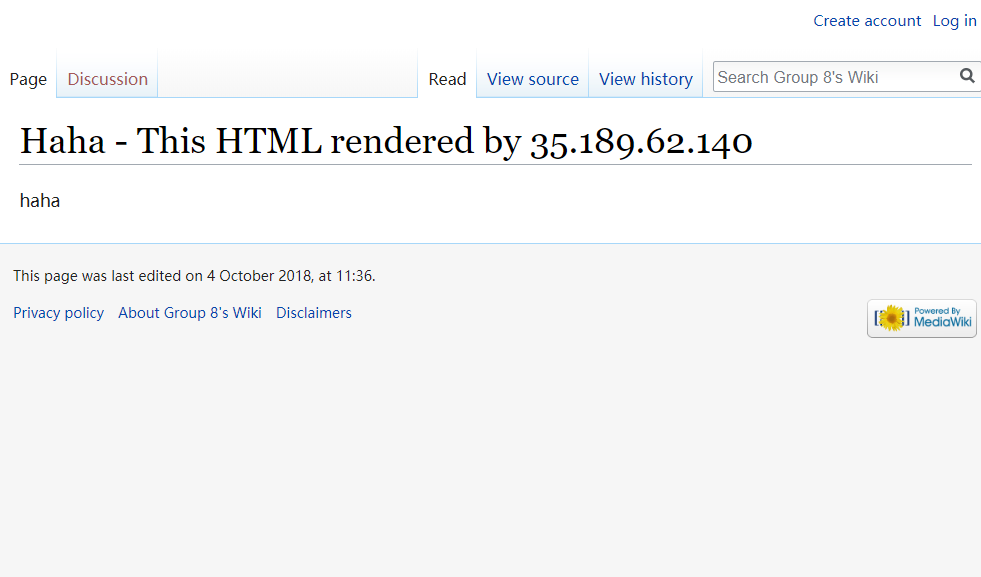 Create account Log in
Page Discussion Read View source View history Search Group 8's Wiki
Haha - This HTML rendered by 35.189.62.140
haha
This page was last edited on 4 October 2018, at 11:36.
Privacy policy About Group 8's Wiki Disclaimers
Powered By
MediaWiki